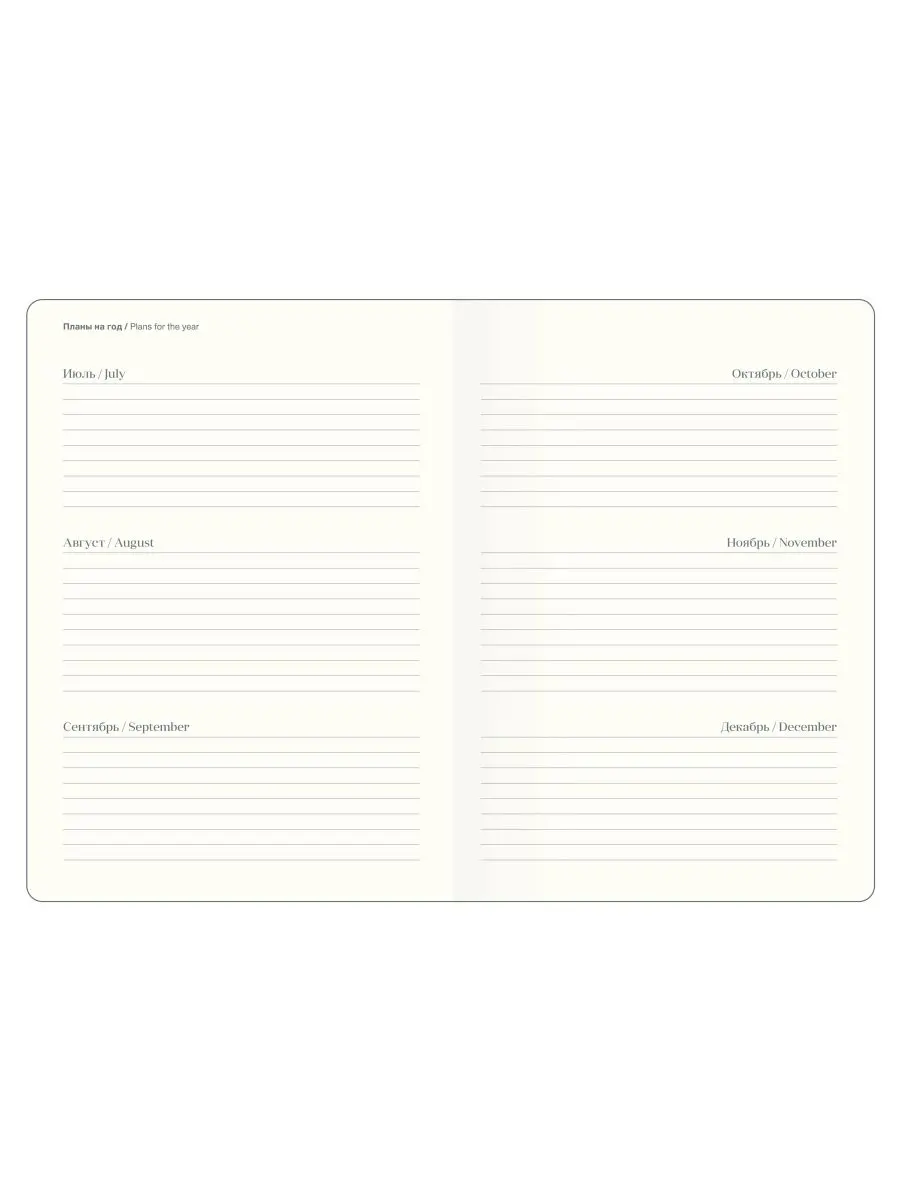 Планы на год / Plans for the year
Июль / July
Август / August
Сентябрь / September
Октябрь / October
Ноябрь / November
Декабрь / December